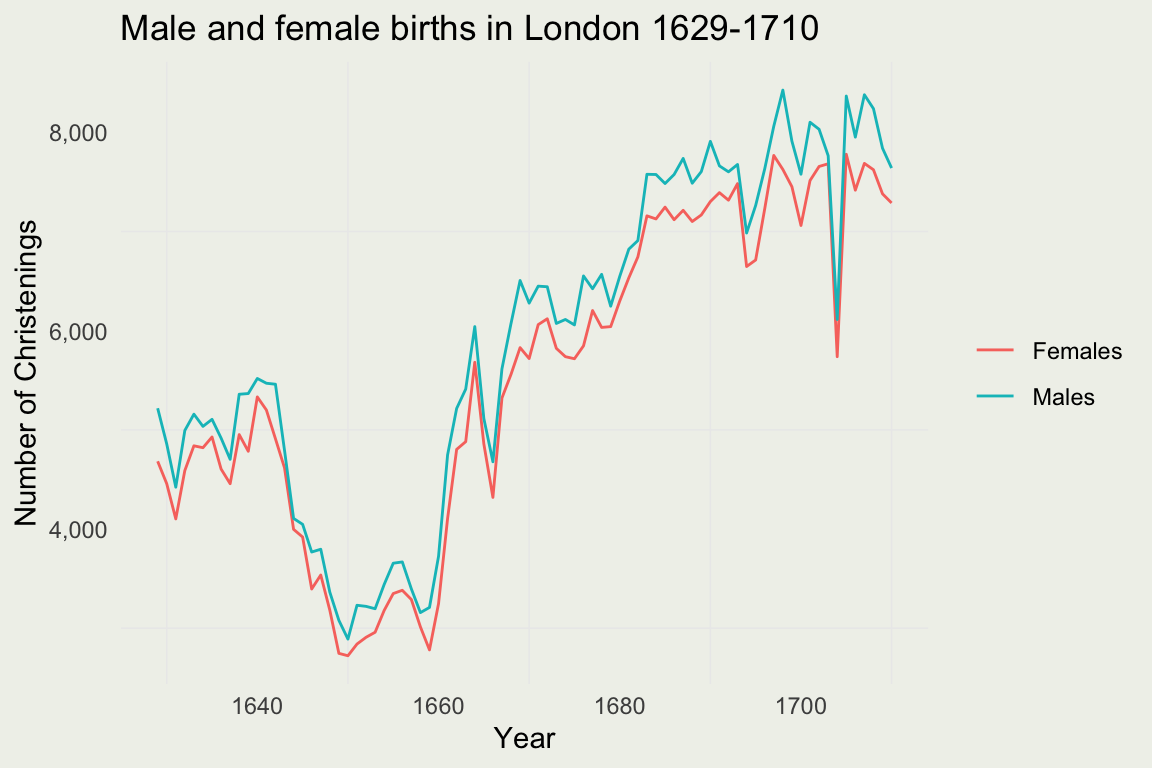 Male and female births in London 1629-1710
Number of Christenings
8,000
6,000
4,000
1640
1660
1680
1700
Year
Females
Males